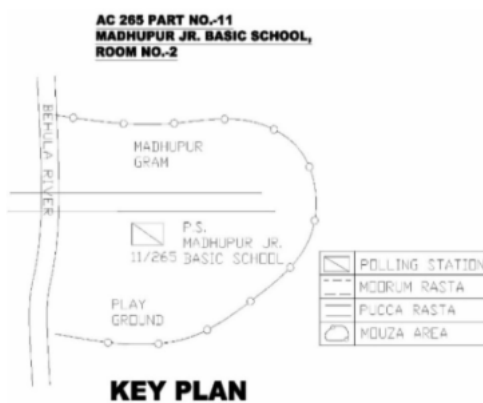 AC 265 PART NO.-11
MADHUPUR JR. BASIC SCHOOL,
ROOM NO.-2
BEHULA RIVER
MADHUPUR
GRAM
P.S.
MADHUPUR JR.
11/265 BASIC SCHOOL
PLAY
GROUND
POLLING STATION
MOORUM RASTA
PUCCA RASTA
MOUZA AREA
KEY PLAN